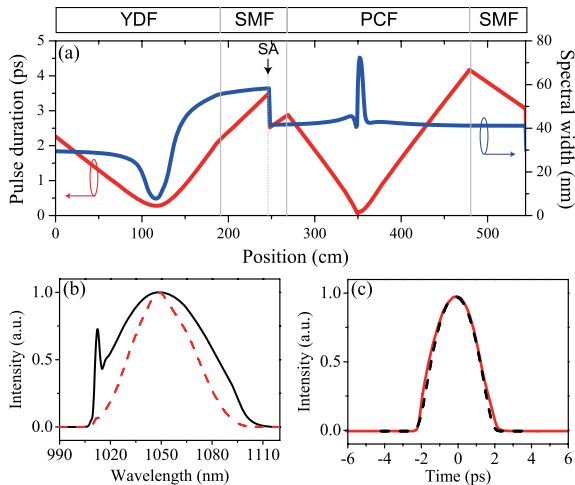 YDF SMF PCF SMF
(a)
SA
Pulse duration (ps)
5
4
3
2
1
0
Spectral width (nm)
80
60
40
20
0
0 100 200 300 400 500
Position (cm)
(b)
Intensity (a.u.)
1.0
0.5
0.0
990 1020 1050 1080 1110
Wavelength (nm)
(c)
Intensity (a.u.)
1.0
0.5
0.0
-6 -4 -2 0 2 4 6
Time (ps)